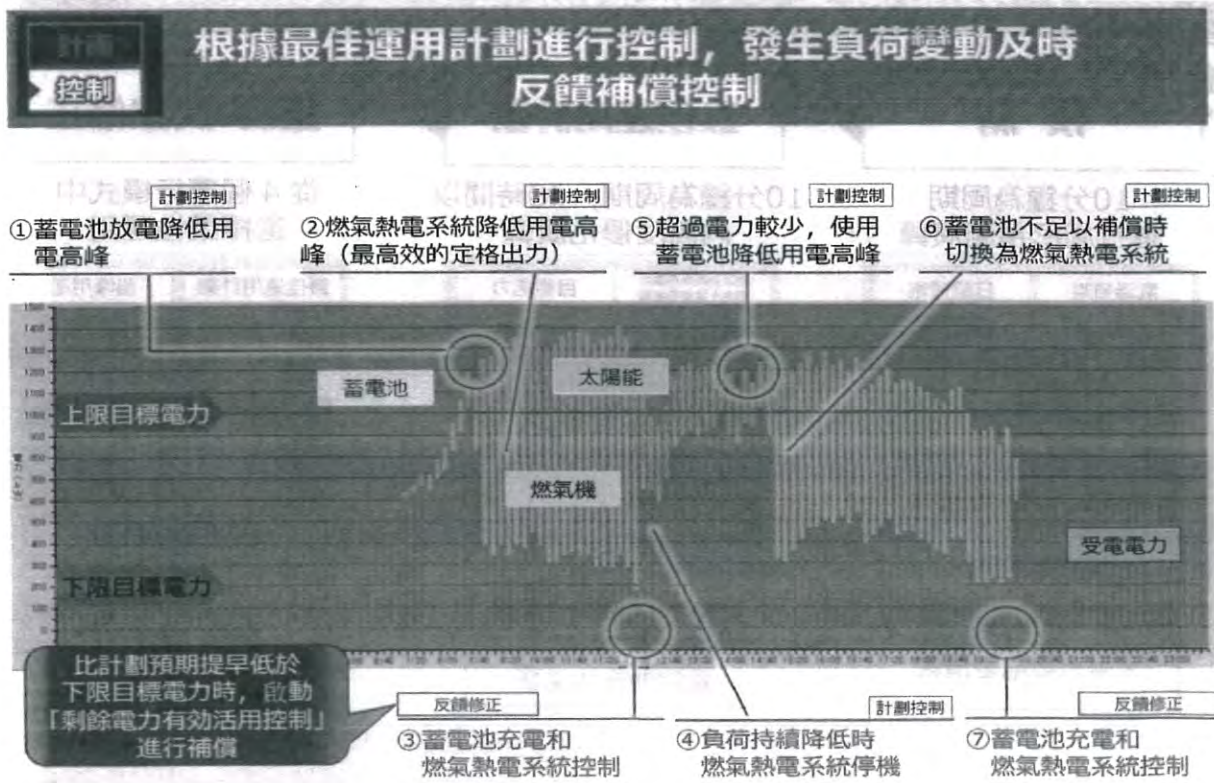 計画
控制
根據最佳運用計劃進行控制，發生負荷變動及時
反饋補償控制
計劃控制
①蓄電池放電降低用
電高峰
計劃控制
②燃氣熱電系統降低用電高
峰（最高效的定格出力）
計劃控制
⑤超過電力較少，使用
蓄電池降低用電高峰
計劃控制
⑥蓄電池不足以補償時
切換為燃氣熱電系統
蓄電池
太陽能
上限目標電力
燃氣機
受電電力
下限目標電力
比計劃預期提早低於
下限目標電力時，啟動
「剩餘電力有効活用控制」
進行補償
反饋修正
③蓄電池充電和
燃氣熱電系統控制
計劃控制
④負荷持續降低時
燃氣熱電系統停機
反饋修正
⑦蓄電池充電和
燃氣熱電系統控制